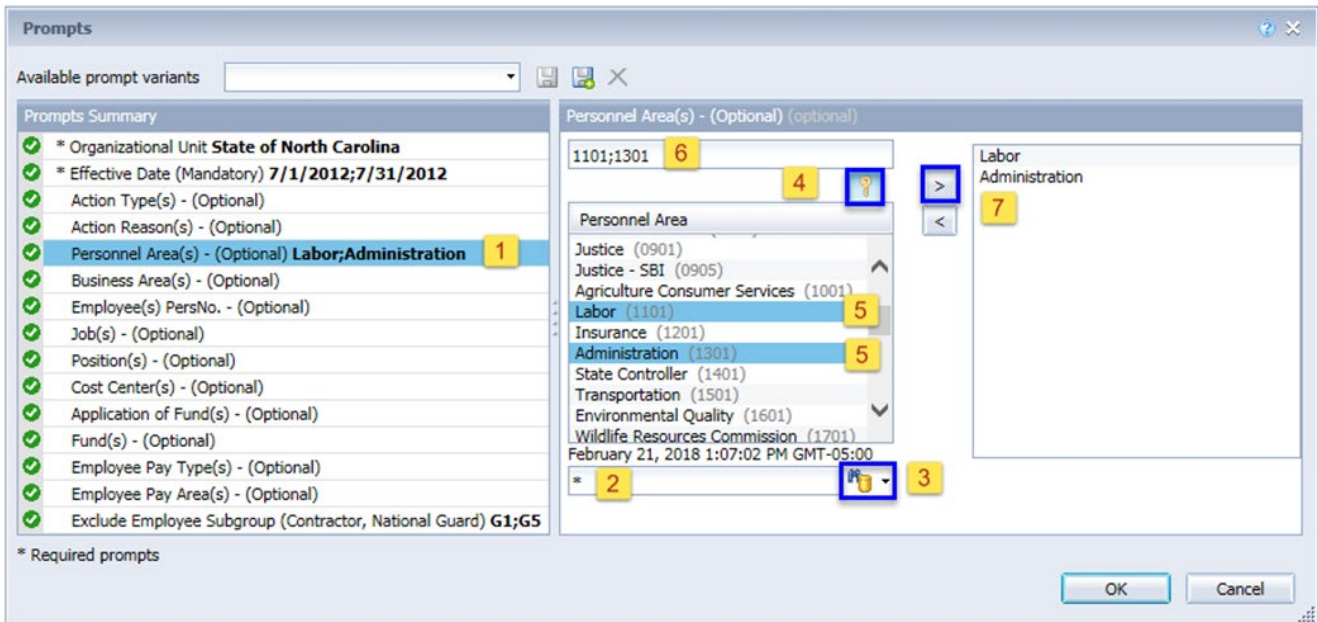 Prompts
Available prompt variants
Prompts Summary
* Organizational Unit State of North Carolina
* Effective Date (Mandatory) 7/1/2012;7/31/2012
Action Type(s) - (Optional)
Action Reason(s) - (Optional)
Personnel Area(s) - (Optional) Labor;Administration 1
Business Area(s) - (Optional)
Employee(s) PersNo. - (Optional)
Job(s) - (Optional)
Position(s) - (Optional)
Cost Center(s) - (Optional)
Application of Fund(s) - (Optional)
Fund(s) - (Optional)
Employee Pay Type(s) - (Optional)
Employee Pay Area(s) - (Optional)
Exclude Employee Subgroup (Contractor, National Guard) G1;G5
* Required prompts
Personnel Area(s) - (Optional) (optional)
1101;1301 6
4
Personnel Area
Justice (0901)
Justice - SBI (0905)
Agriculture Consumer Services (1001)
Labor (1101) 5
Insurance (1201)
Administration (1301) 5
State Controller (1401)
Transportation (1501)
Environmental Quality (1601)
Wildlife Resources Commission (1701)
February 21, 2018 1:07:02 PM GMT-05:00
* 2
3
>
<
Labor
Administration
7
OK Cancel